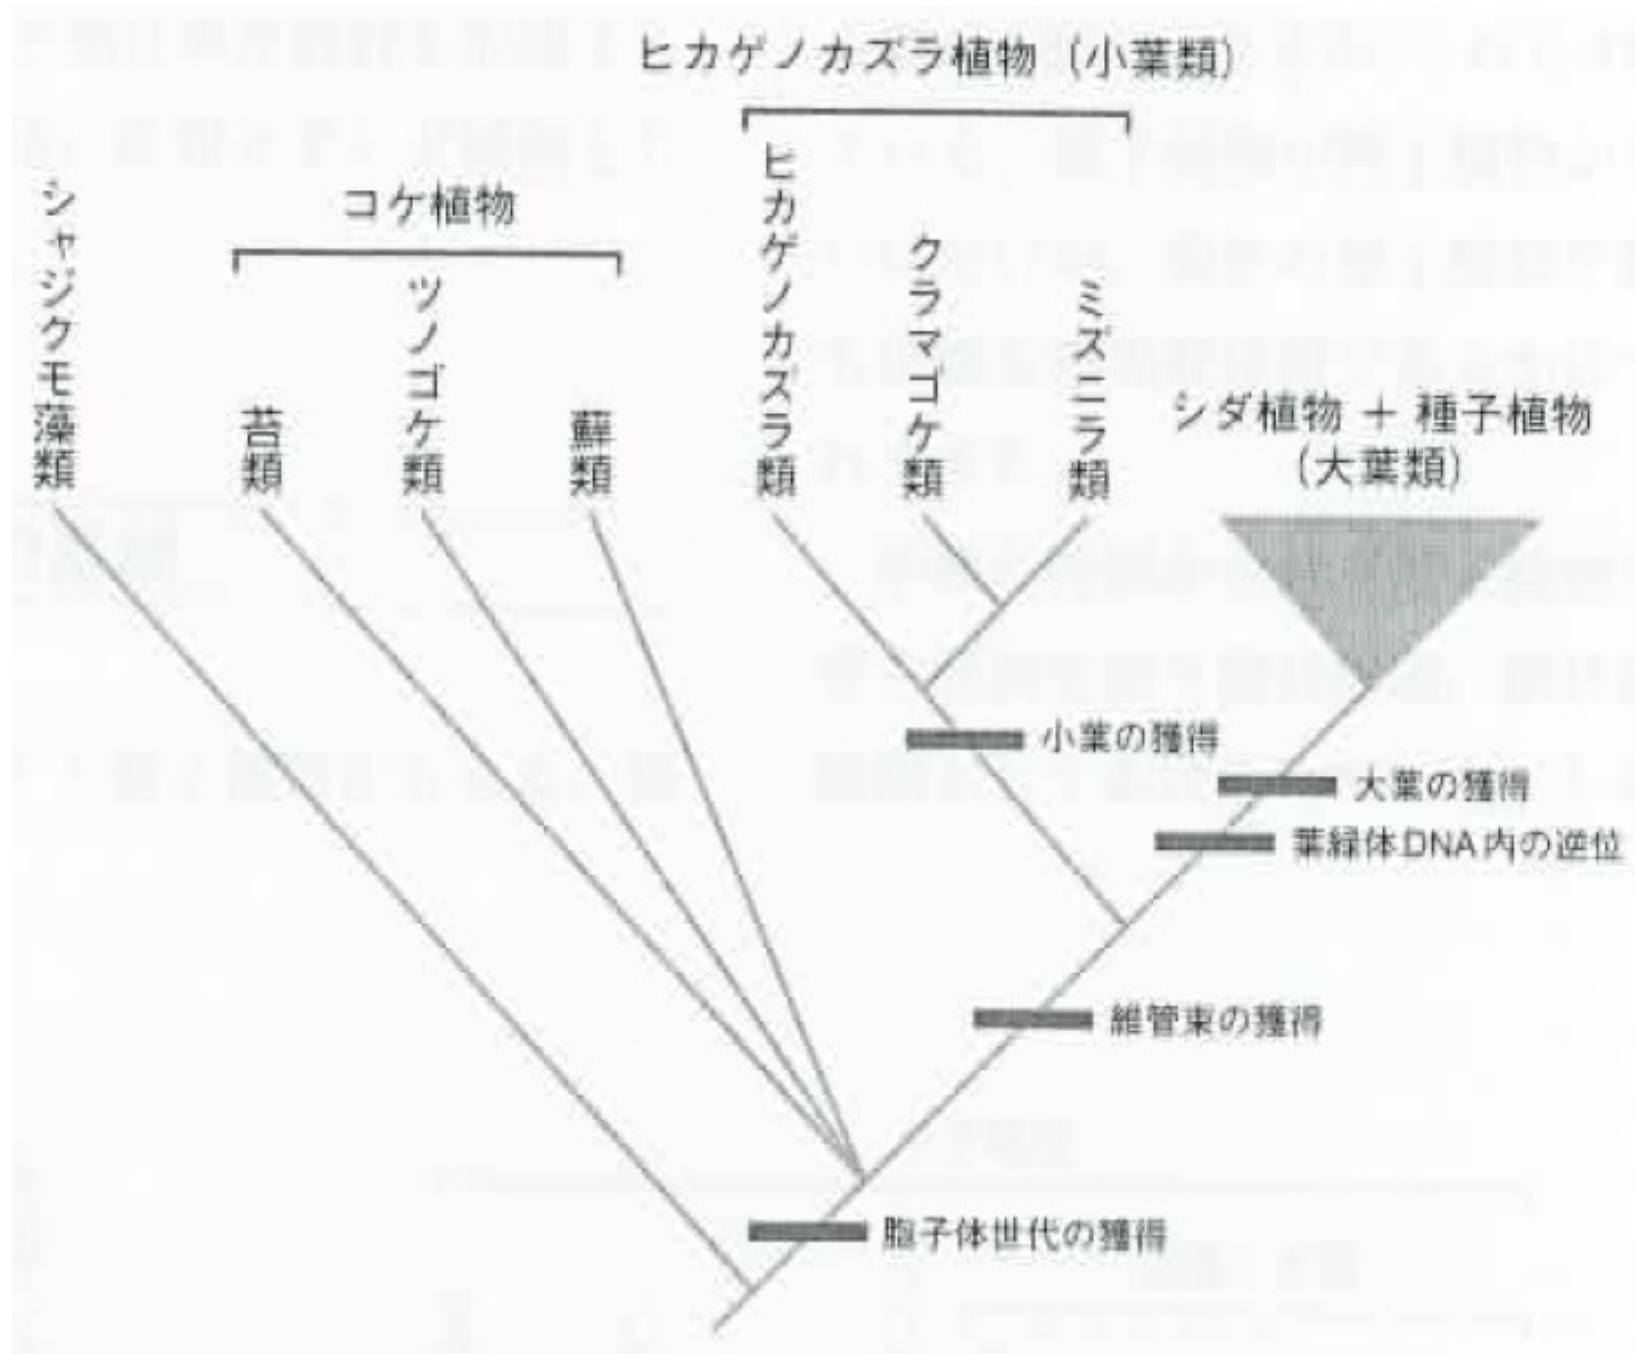 ヒカゲノカズラ植物 (小葉類)
コケ植物
シャジクモ藻類
苔類
ツノゴケ類
蘚類
ヒカゲノカズラ類
クラマゴケ類
ミズニラ類
シダ植物 + 種子植物
(大葉類)
小葉の獲得
大葉の獲得
葉緑体DNA内の逆位
維管束の獲得
胞子体世代の獲得